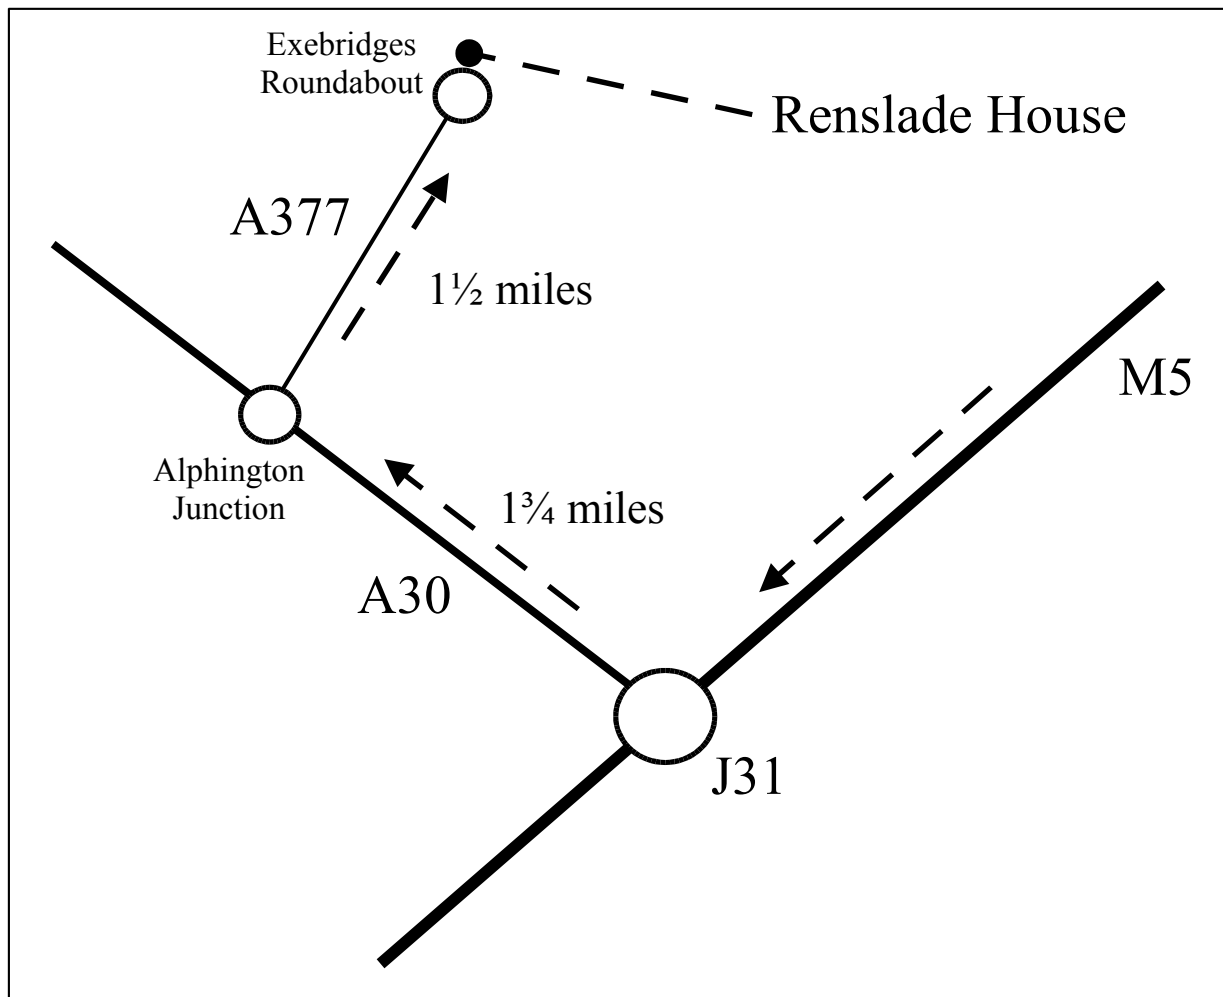 Exebridges
Roundabout
Renslade House
A377
1½ miles
M5
Alphington
Junction
1¾ miles
A30
J31